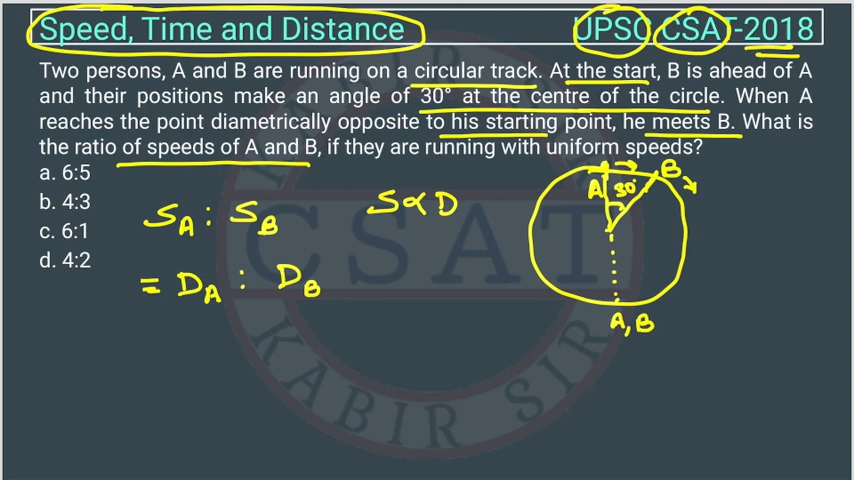 Speed, Time and Distance
UPSC CSAT-2018
Two persons, A and B are running on a circular track. At the start, B is ahead of A
and their positions make an angle of 30° at the centre of the circle. When A
reaches the point diametrically opposite to his starting point, he meets B. What is
the ratio of speeds of A and B, if they are running with uniform speeds?
a. 6:5
b. 4:3
c. 6:1
d. 4:2
S_A : S_B
S∝D
= D_A : D_B
A 30° B
A, B
CSAT
KABIR SIR